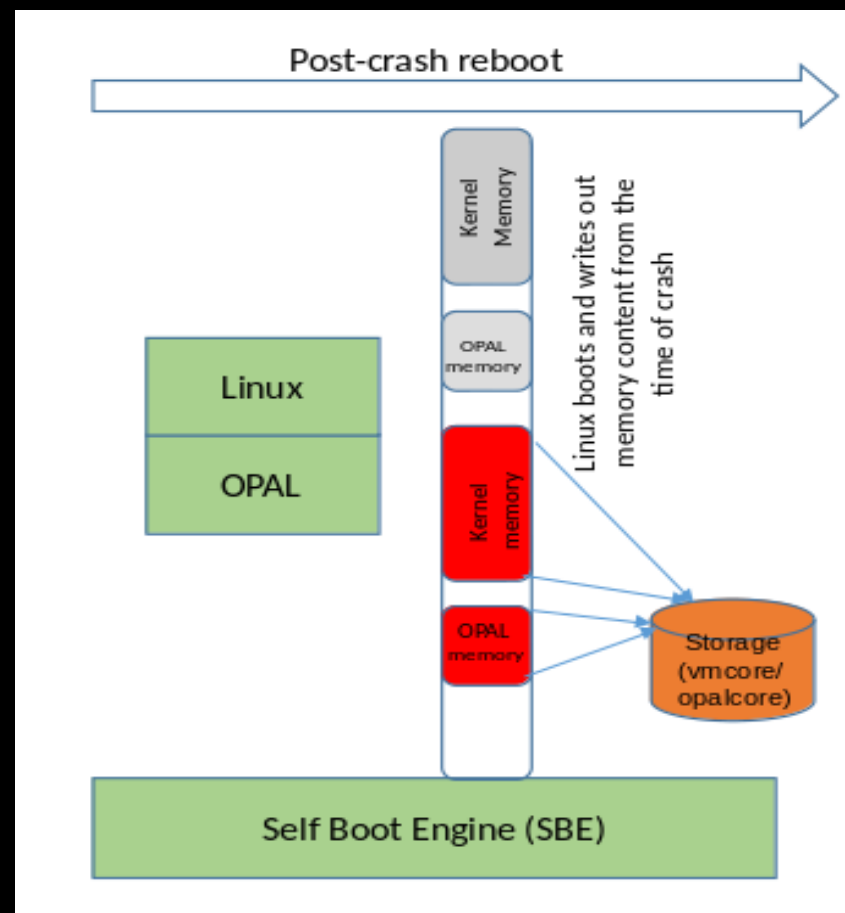 Post-crash reboot
Kernel
Memory
OPAL
memory
Linux boots and writes out
memory content from the
time of crash
Linux
OPAL
Kernel
memory
OPAL
memory
Storage
(vmcore/
opalcore)
Self Boot Engine (SBE)